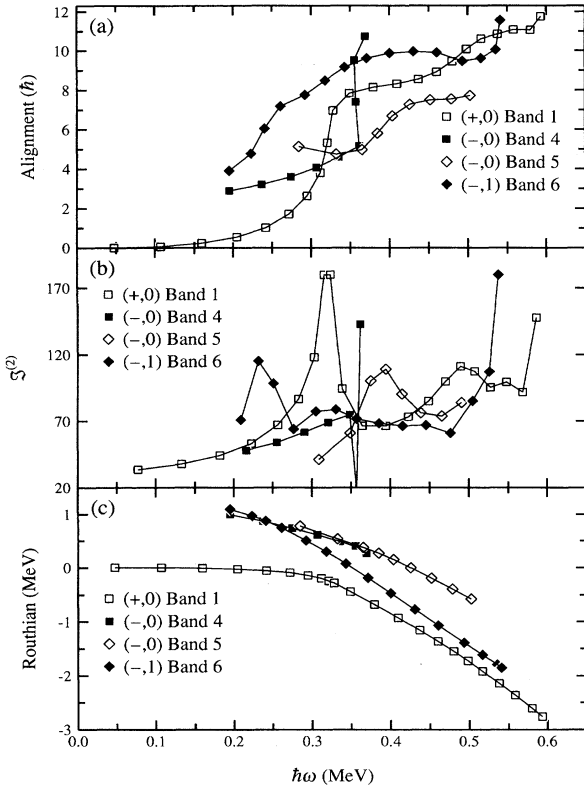 (a)
12
10
8
6
4
2
0
Alignment (ℏ)
(+,0) Band 1
(−,0) Band 4
(−,0) Band 5
(−,1) Band 6
(b)
170
120
70
20
ℑ(2)
(+,0) Band 1
(−,0) Band 4
(−,0) Band 5
(−,1) Band 6
(c)
1
0
-1
-2
-3
Routhian (MeV)
(+,0) Band 1
(−,0) Band 4
(−,0) Band 5
(−,1) Band 6
0.0 0.1 0.2 0.3 0.4 0.5 0.6
ℏω (MeV)